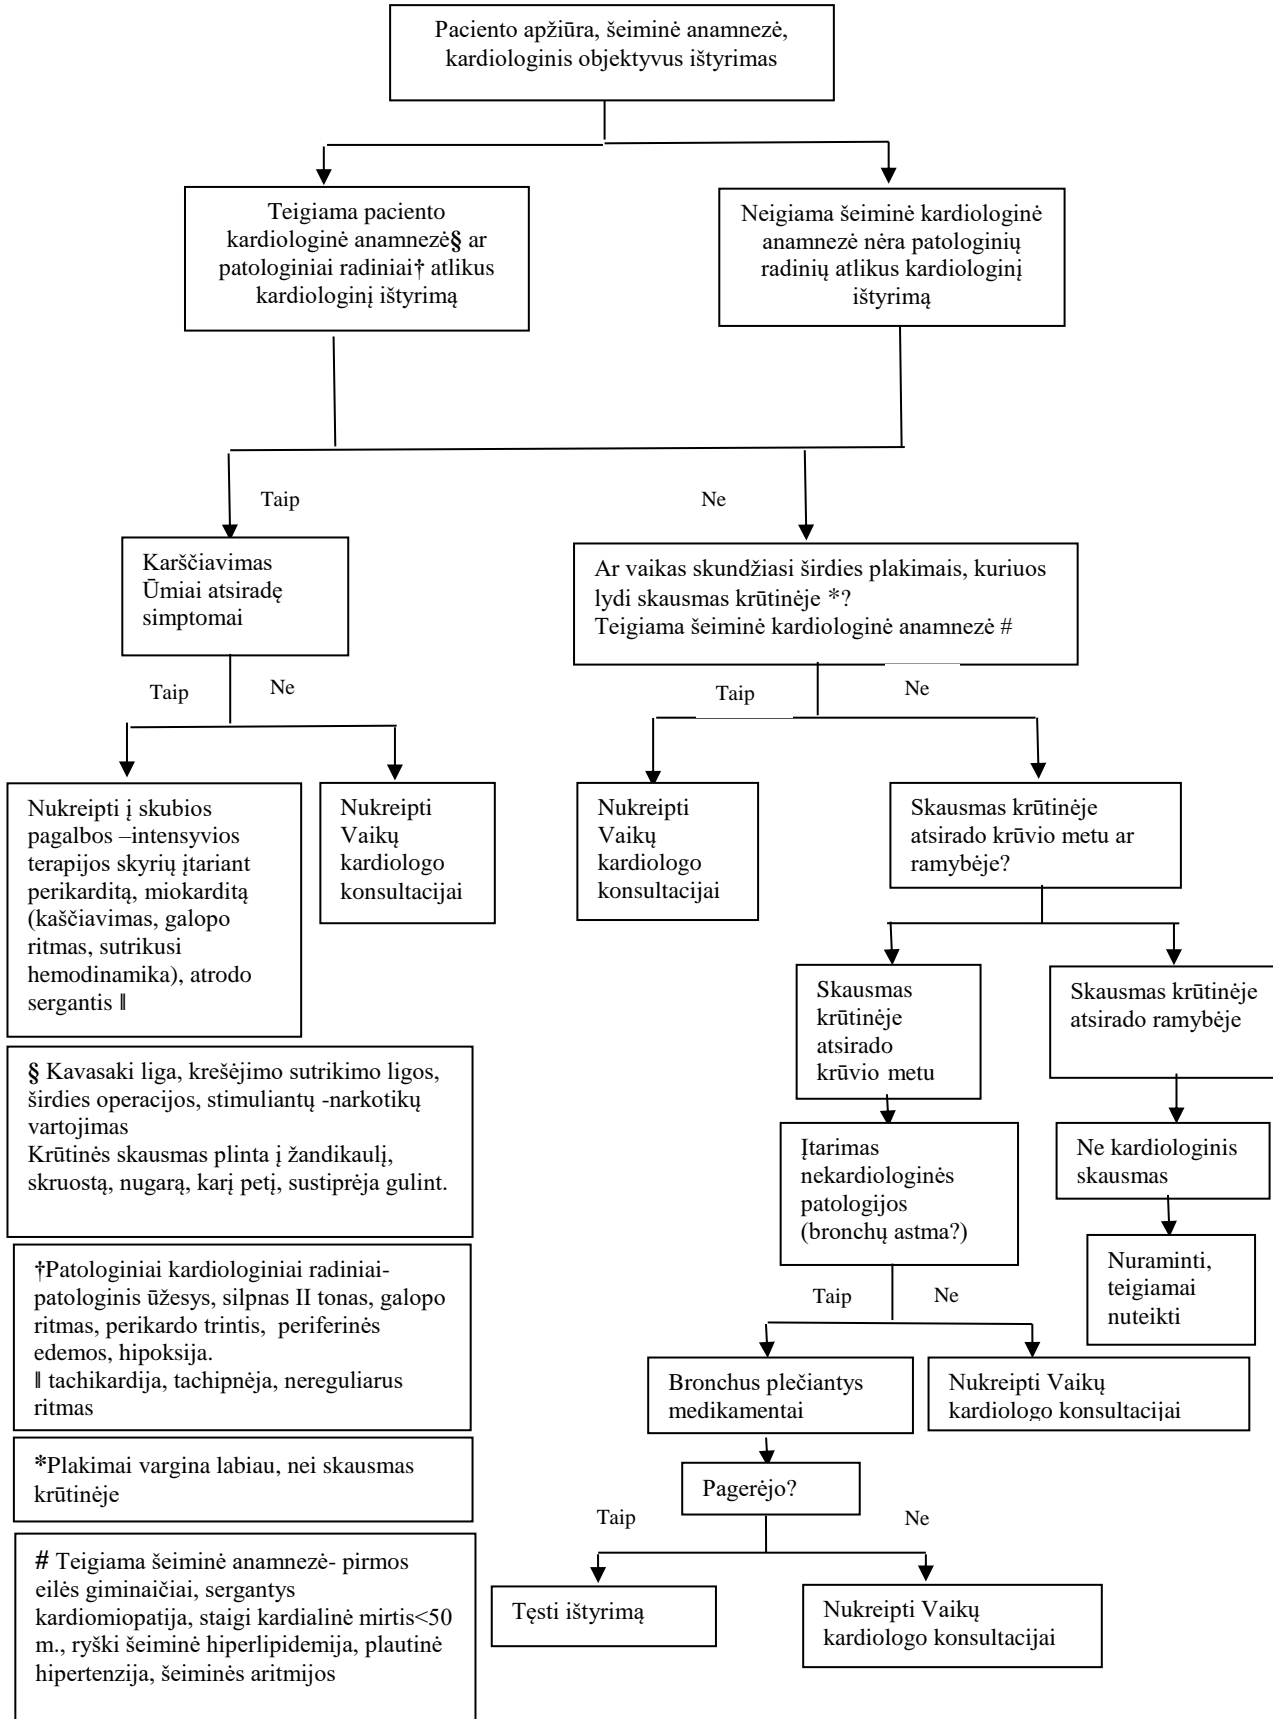 Paciento apžiūra, šeiminė anamnezė,
kardiologinis objektyvus ištyrimas
Teigiama paciento
kardiologinė anamnezė§ ar
patologiniai radiniai† atlikus
kardiologinį ištyrimą
Neigiama šeiminė kardiologinė
anamnezė nėra patologinių
radinių atlikus kardiologinį
ištyrimą
Taip
Ne
Karščiavimas
Ūmiai atsiradę
simptomai
Ar vaikas skundžiasi širdies plakimais, kuriuos
lydi skausmas krūtinėje *?
Teigiama šeiminė kardiologinė anamnezė #
Taip
Ne
Taip
Ne
Nukreipti į skubios
pagalbos –intensyvios
terapijos skyrių įtariant
perikarditą, miokarditą
(kaščiavimas, galopo
ritmas, sutrikusi
hemodinamika), atrodo
sergantis ‖
Nukreipti
Vaikų
kardiologo
konsultacijai
Nukreipti
Vaikų
kardiologo
konsultacijai
Skausmas krūtinėje
atsirado krūvio metu ar
ramybėje?
Skausmas
krūtinėje
atsirado
krūvio metu
Skausmas krūtinėje
atsirado ramybėje
§ Kavasaki liga, krešėjimo sutrikimo ligos,
širdies operacijos, stimuliantų -narkotikų
vartojimas
Krūtinės skausmas plinta į žandikaulį,
skruostą, nugarą, karį petį, sustiprėja gulint.
Įtarimas
nekardiologinės
patologijos
(bronchų astma?)
Ne kardiologinis
skausmas
Nuraminti,
teigiamai
nuteikti
†Patologiniai kardiologiniai radiniai-
patologinis ūžesys, silpnas II tonas, galopo
ritmas, perikardo trintis, periferinės
edemos, hipoksija.
‖ tachikardija, tachipnėja, nereguliarus
ritmas
Taip
Ne
Bronchus plečiantys
medikamentai
Nukreipti Vaikų
kardiologo konsultacijai
*Plakimai vargina labiau, nei skausmas
krūtinėje
Pagerėjo?
Taip
Ne
# Teigiama šeiminė anamnezė- pirmos
eilės giminaičiai, sergantys
kardiomiopatija, staigi kardialinė mirtis<50
m., ryški šeiminė hiperlipidemija, plautinė
hipertenzija, šeiminės aritmijos
Tęsti ištyrimą
Nukreipti Vaikų
kardiologo konsultacijai